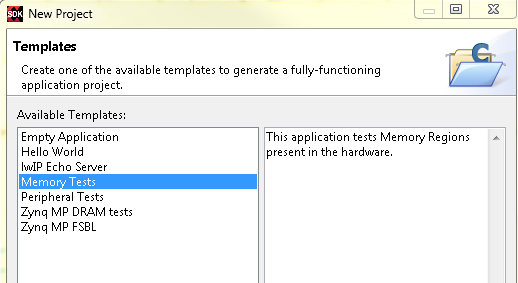 SDK New Project
Templates
Create one of the available templates to generate a fully-functioning
application project.
Available Templates:
Empty Application
Hello World
lwIP Echo Server
Memory Tests
Peripheral Tests
Zynq MP DRAM tests
Zynq MP FSBL
This application tests Memory Regions
present in the hardware.